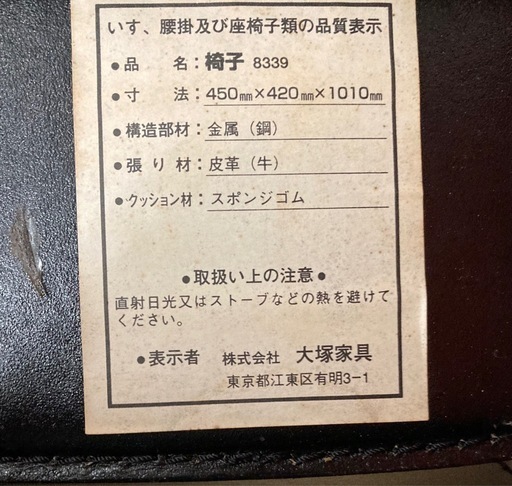 いす、腰掛及び座椅子類の品質表示
●品 名：椅子 8339
●寸 法：450㎜×420㎜×1010㎜
●構造部材：金属（鋼）
●張り材：皮革（牛）
●クッション材：スポンジゴム
●取扱い上の注意●
直射日光又はストーブなどの熱を避けて
ください。
●表示者 株式会社 大塚家具
東京都江東区有明3−1